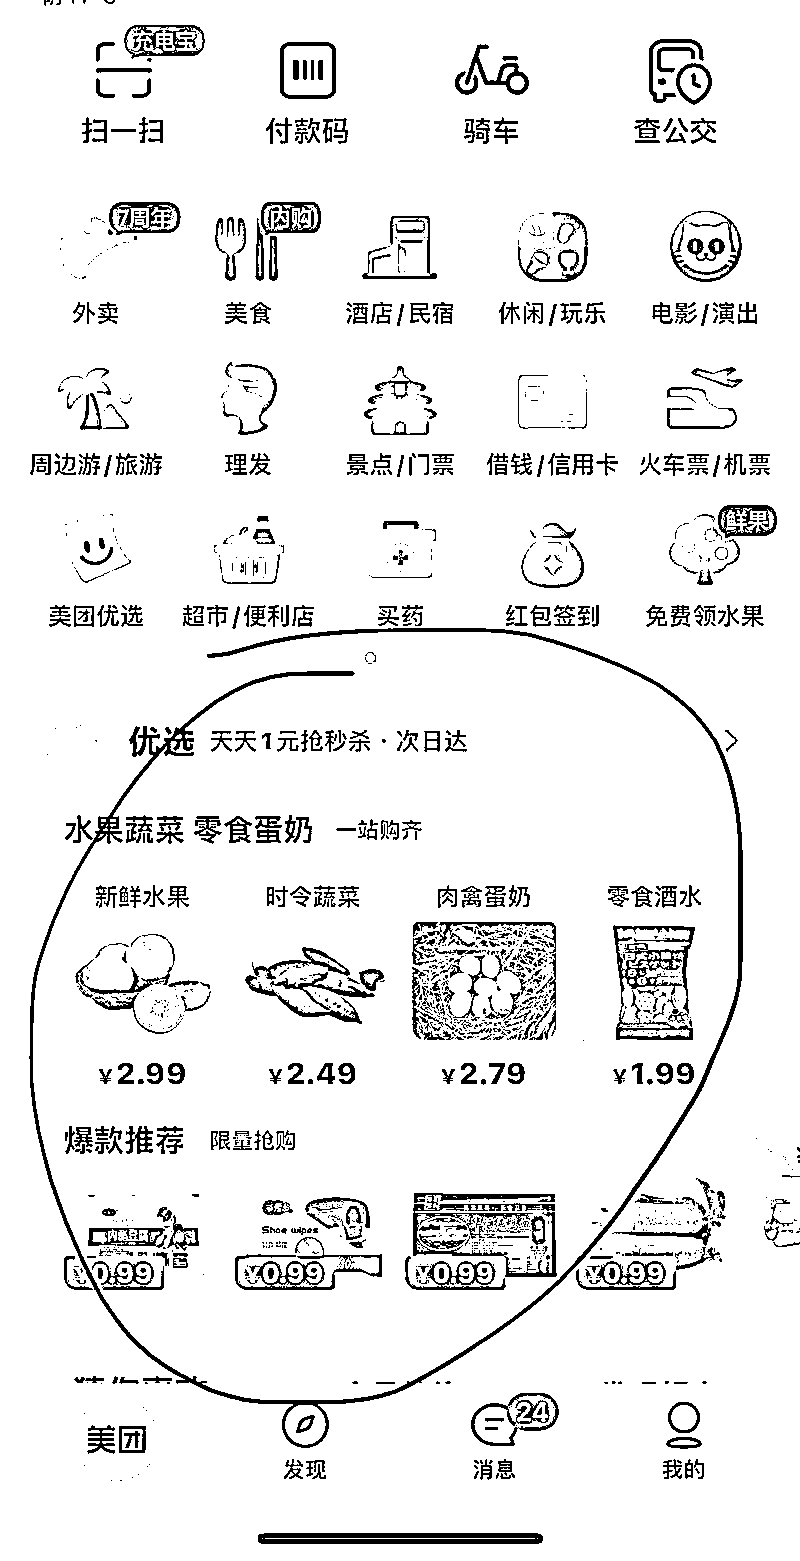 充电宝
扫一扫 付款码 骑车 查公交
7周年 内购
外卖 美食 酒店/民宿 休闲/玩乐 电影/演出
周边游/旅游 理发 景点/门票 借钱/信用卡 火车票/机票
鲜果
美团优选 超市/便利店 买药 红包签到 免费领水果
优选 天天1元抢秒杀·次日达
水果蔬菜 零食蛋奶 一站购齐
新鲜水果 时令蔬菜 肉禽蛋奶 零食酒水
¥2.99 ¥2.49 ¥2.79 ¥1.99
爆款推荐 限量抢购
Shoe wipes
¥0.99 ¥0.99 ¥0.99 ¥0.99
24
美团 发现 消息 我的